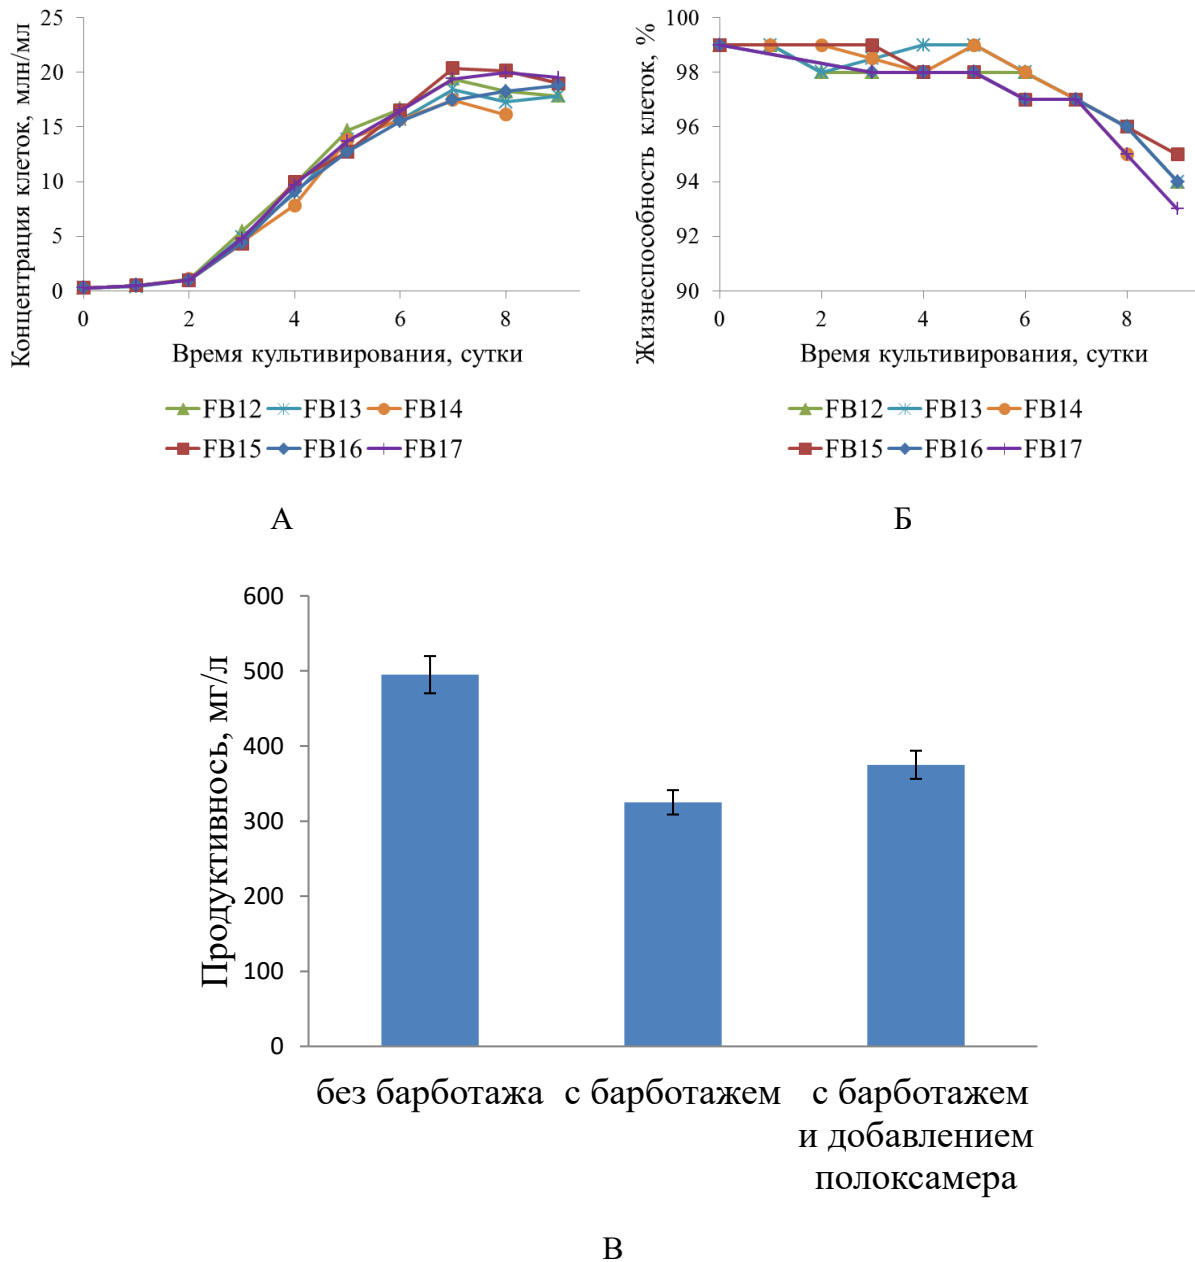 Концентрация клеток, млн/мл
25
20
15
10
5
0
0 2 4 6 8
Время культивирования, сутки
FB12 FB13 FB14
FB15 FB16 FB17
А
Жизнеспособность клеток, %
100
98
96
94
92
90
0 2 4 6 8
Время культивирования, сутки
FB12 FB13 FB14
FB15 FB16 FB17
Б
Продуктивнось, мг/л
600
500
400
300
200
100
0
без барботажа
с барботажем
с барботажем
и добавлением
полоксамера
В